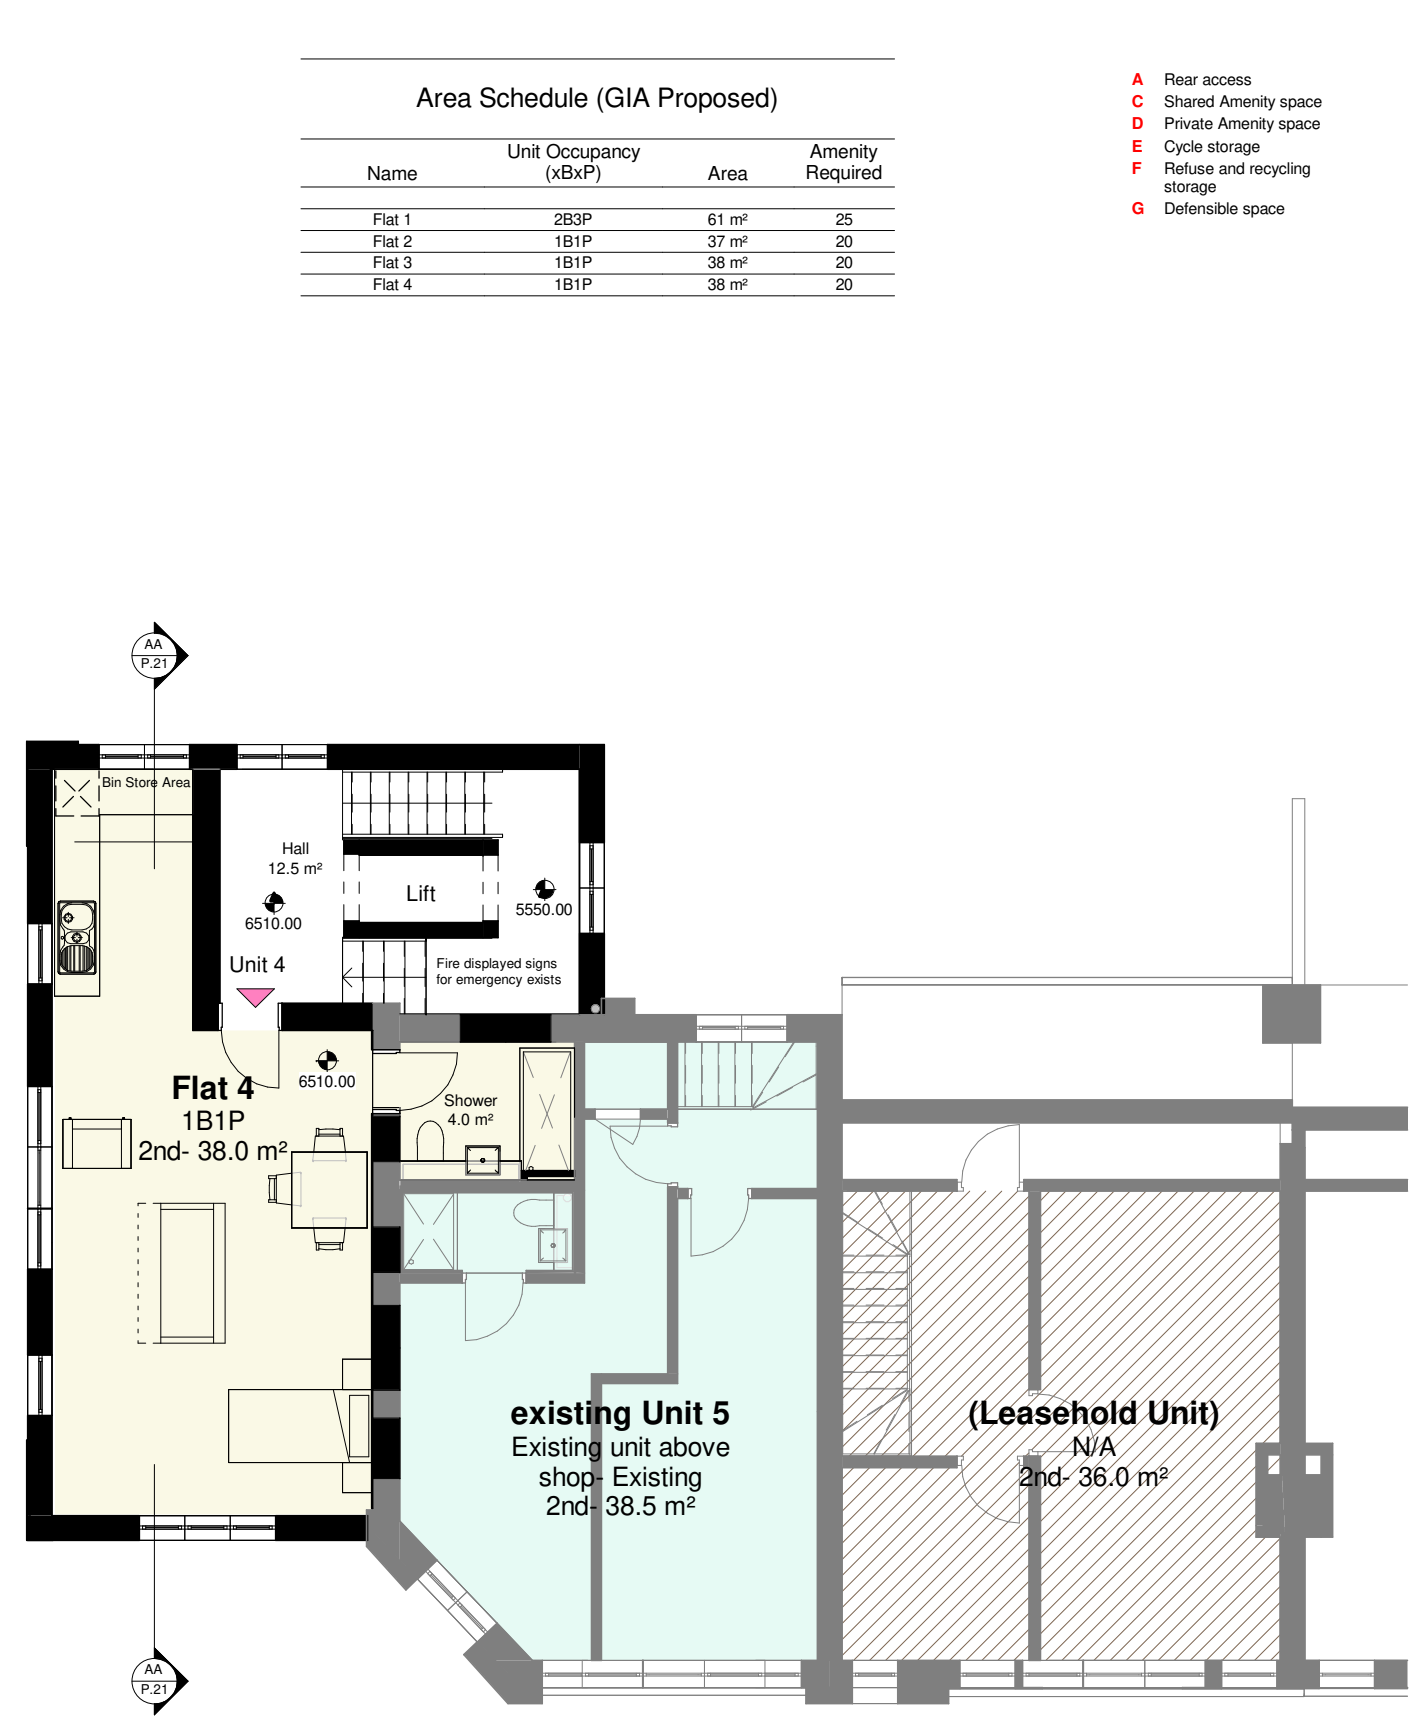 Area Schedule (GIA Proposed)
Name
Unit Occupancy
(xBxP)
Area
Amenity
Required
Flat 1 2B3P 61 m² 25
Flat 2 1B1P 37 m² 20
Flat 3 1B1P 38 m² 20
Flat 4 1B1P 38 m² 20
A Rear access
C Shared Amenity space
D Private Amenity space
E Cycle storage
F Refuse and recycling
storage
G Defensible space
AA
P.21
Bin Store Area
Hall
12.5 m²
6510.00
Lift
5550.00
Unit 4
Fire displayed signs
for emergency exists
6510.00
Flat 4
1B1P
2nd- 38.0 m²
Shower
4.0 m²
existing Unit 5
Existing unit above
shop- Existing
2nd- 38.5 m²
(Leasehold Unit)
N/A
2nd- 36.0 m²
AA
P.21